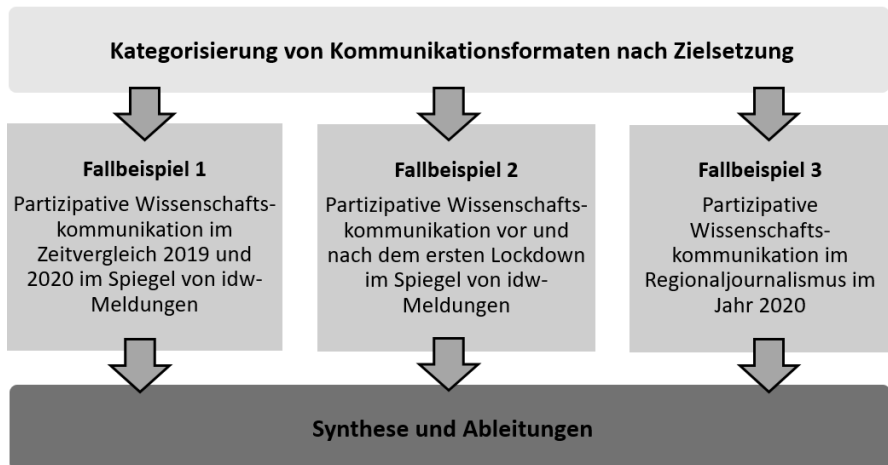 Kategorisierung von Kommunikationsformaten nach Zielsetzung
Fallbeispiel 1
Partizipative Wissenschafts-
kommunikation im
Zeitvergleich 2019 und
2020 im Spiegel von idw-
Meldungen
Fallbeispiel 2
Partizipative Wissenschafts-
kommunikation vor und
nach dem ersten Lockdown
im Spiegel von idw-
Meldungen
Fallbeispiel 3
Partizipative
Wissenschafts-
kommunikation im
Regionaljournalismus im
Jahr 2020
Synthese und Ableitungen